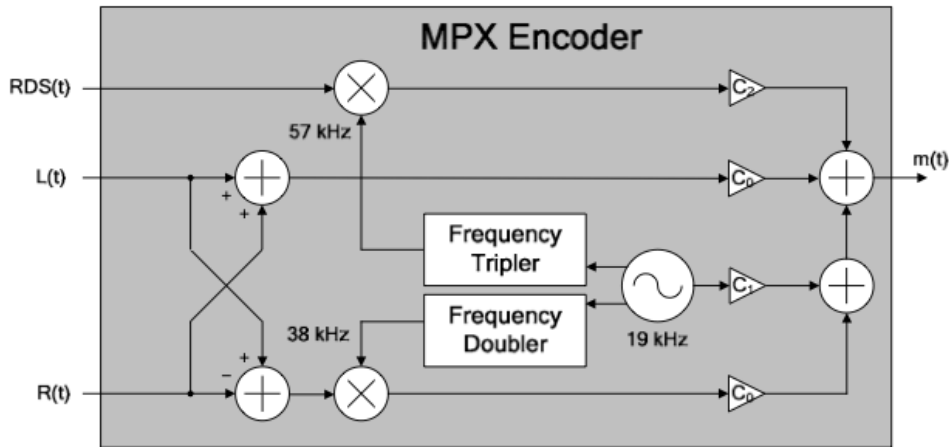 MPX Encoder
RDS(t)
C₂
57 kHz
L(t)
+
+
C₀
m(t)
Frequency
Tripler
C₁
Frequency
Doubler
38 kHz
19 kHz
+
−
R(t)
C₀